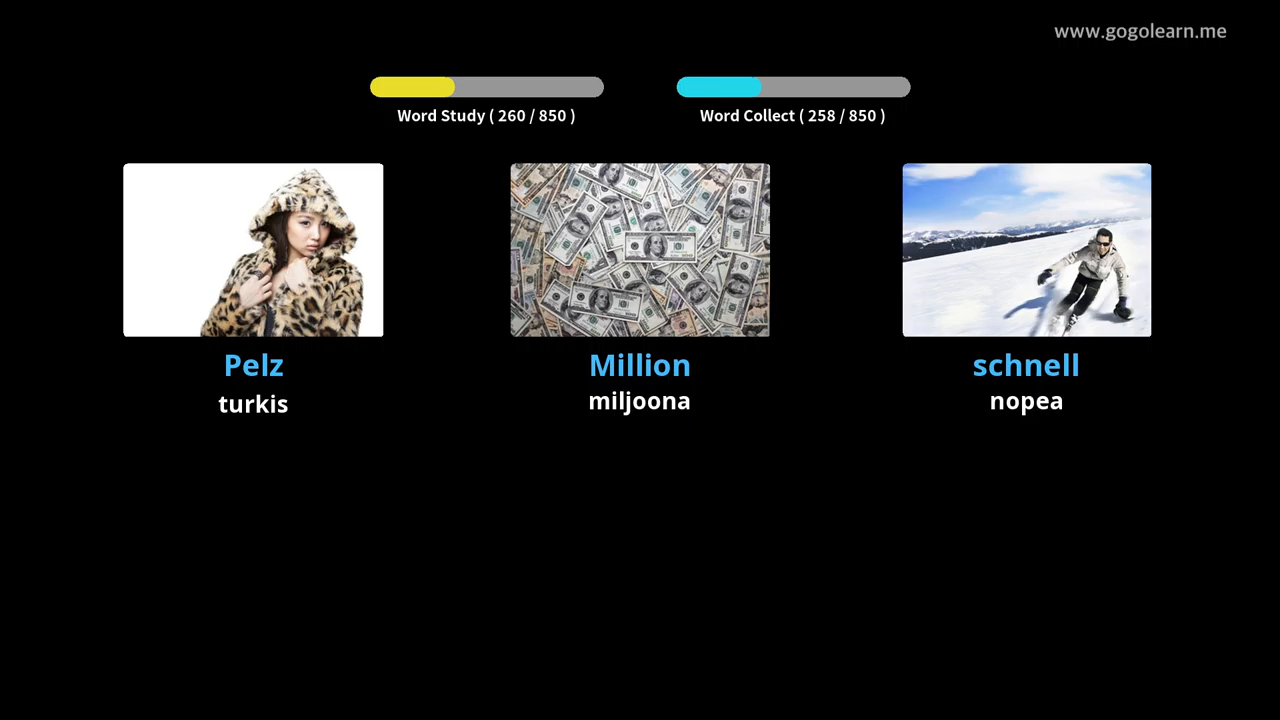 www.gogolearn.me
Word Study ( 260 / 850 )
Word Collect ( 258 / 850 )
Pelz
turkis
Million
miljoona
schnell
nopea